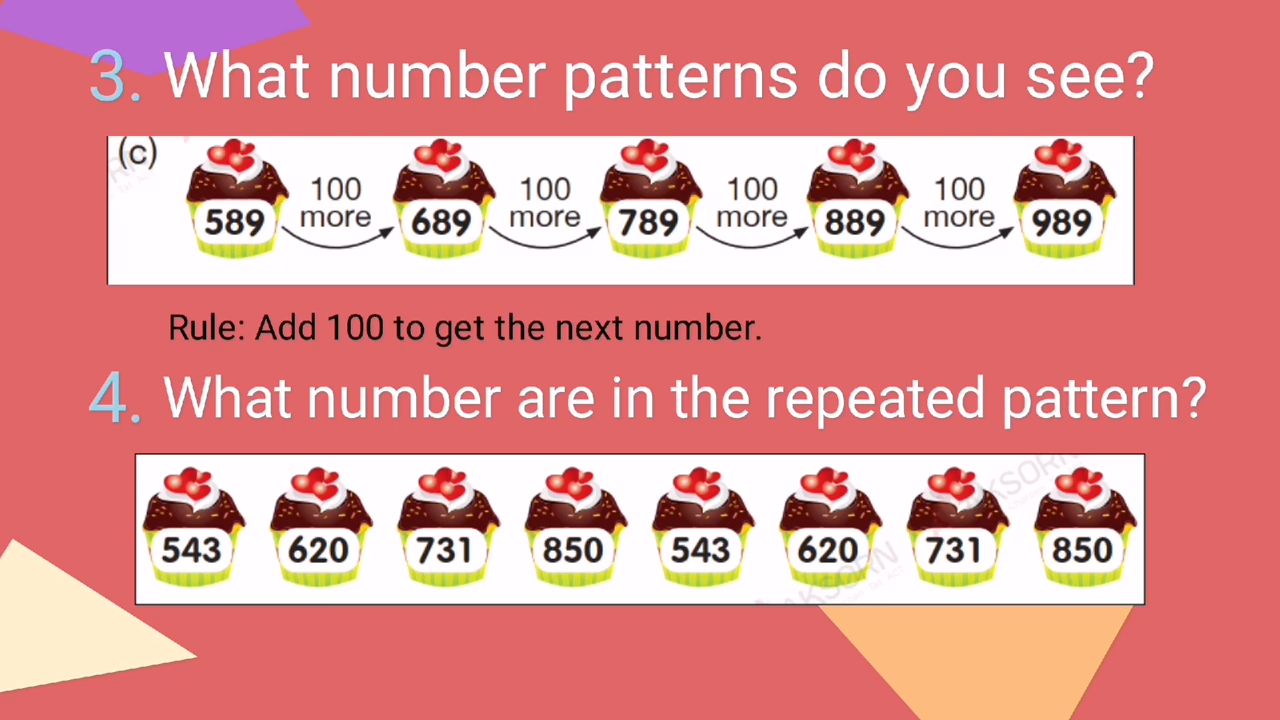 3. What number patterns do you see?
(c)
100 more 100 more 100 more 100 more
589 689 789 889 989
Rule: Add 100 to get the next number.
4. What number are in the repeated pattern?
543 620 731 850 543 620 731 850
AKSORN
AKSORN